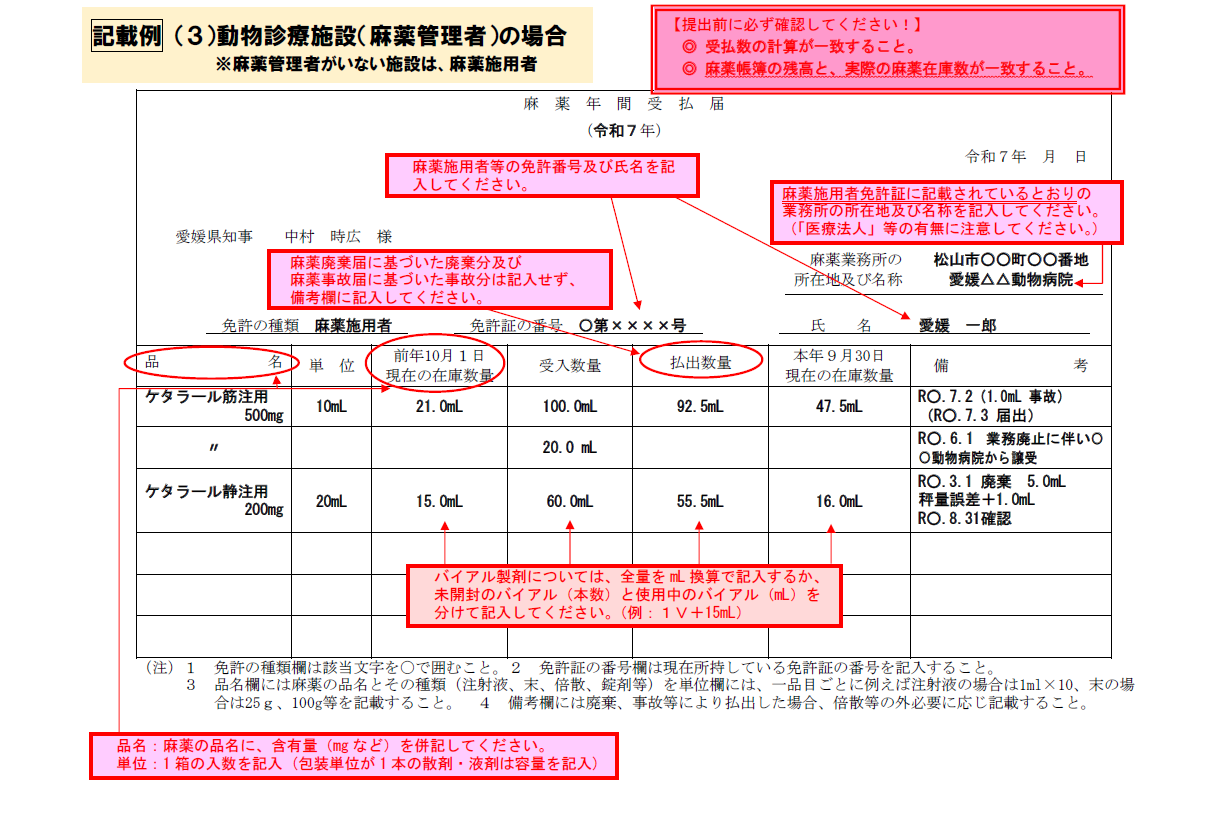 記載例（３）動物診療施設（麻薬管理者）の場合
※麻薬管理者がいない施設は、麻薬施用者
【提出前に必ず確認してください！】
◎ 受払数の計算が一致すること。
◎ 麻薬帳簿の残高と、実際の麻薬在庫数が一致すること。
麻 薬 年 間 受 払 届
（令和７年）
令和７年　月　日
麻薬施用者等の免許番号及び氏名を記
入してください。
麻薬施用者免許証に記載されているとおりの
業務所の所在地及び名称を記入してください。
（「医療法人」等の有無に注意してください。）
愛媛県知事　　中村　時広　様
麻薬廃棄届に基づいた廃棄分及び
麻薬事故届に基づいた事故分は記入せず、
備考欄に記入してください。
麻薬業務所の　松山市〇〇町〇〇番地
所在地及び名称　愛媛△△動物病院
免許の種類　麻薬施用者　免許証の番号　〇第××××号　氏　名　愛媛　一郎
品　名　単　位　前年10月１日　受入数量　払出数量　本年９月30日　備　考
現在の在庫数量　現在の在庫数量
ケタラール筋注用　10mL　21.0mL　100.0mL　92.5mL　47.5mL　R〇.7.2（1.0mL 事故）
500mg　（R〇.7.3 届出）
〃　20.0 mL　R〇.6.1 業務廃止に伴い〇
〇動物病院から譲受
ケタラール静注用　20mL　15.0mL　60.0mL　55.5mL　16.0mL　R〇.3.1 廃棄　5.0mL
200mg　秤量誤差＋1.0mL
R〇.8.31確認
バイアル製剤については、全量を mL 換算で記入するか、
未開封のバイアル（本数）と使用中のバイアル（mL）を
分けて記入してください。（例：１Ｖ＋15mL）
（注）１　免許の種類欄は該当文字を〇で囲むこと。２　免許証の番号欄は現在所持している免許証の番号を記入すること。
３　品名欄には麻薬の品名とその種類（注射液、末、倍散、錠剤等）を単位欄には、一品目ごとに例えば注射液の場合は1ml×10、末の場
合は25ｇ、100g等を記載すること。　４　備考欄には廃棄、事故等により払出した場合、倍散等の外必要に応じ記載すること。
品名：麻薬の品名に、含有量（mg など）を併記してください。
単位：１箱の入数を記入（包装単位が１本の散剤・液剤は容量を記入）